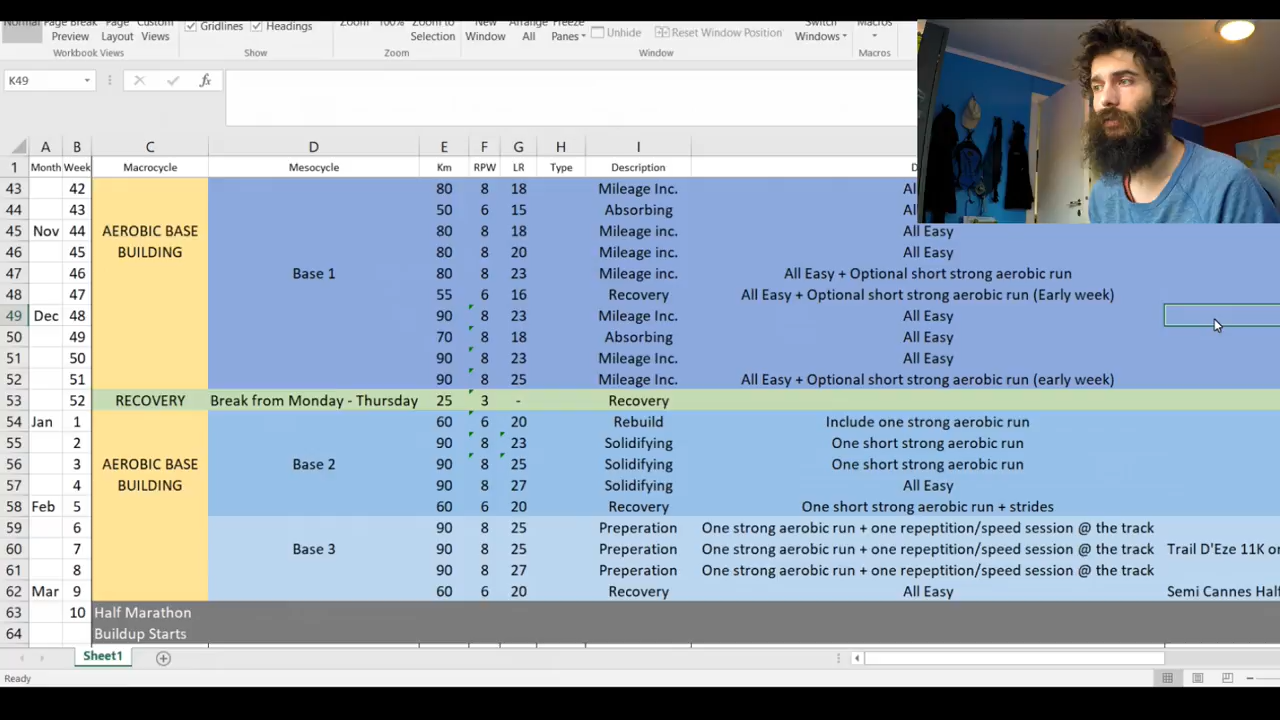 Normal Page Break Preview Page Layout Custom Views
Gridlines Headings
Zoom 100% Zoom to Selection
New Window Arrange All Freeze Panes Unhide Reset Window Position Switch Windows Macros
Workbook Views Show Zoom Window Macros
K49 fx
A B C D E F G H I
1 Month Week Macrocycle Mesocycle Km RPW LR Type Description
43 42 80 8 18 Mileage Inc. All
44 43 50 6 15 Absorbing All
45 Nov 44 AEROBIC BASE 80 8 18 Mileage inc. All Easy
46 45 BUILDING 80 8 20 Mileage inc. All Easy
47 46 Base 1 80 8 23 Mileage inc. All Easy + Optional short strong aerobic run
48 47 55 6 16 Recovery All Easy + Optional short strong aerobic run (Early week)
49 Dec 48 90 8 23 Mileage Inc. All Easy
50 49 70 8 18 Absorbing All Easy
51 50 90 8 23 Mileage Inc. All Easy
52 51 90 8 25 Mileage Inc. All Easy + Optional short strong aerobic run (early week)
53 52 RECOVERY Break from Monday - Thursday 25 3 - Recovery
54 Jan 1 60 6 20 Rebuild Include one strong aerobic run
55 2 90 8 23 Solidifying One short strong aerobic run
56 3 AEROBIC BASE Base 2 90 8 25 Solidifying One short strong aerobic run
57 4 BUILDING 90 8 27 Solidifying All Easy
58 Feb 5 60 6 20 Recovery One short strong aerobic run + strides
59 6 90 8 25 Preperation One strong aerobic run + one repeptition/speed session @ the track
60 7 Base 3 90 8 25 Preperation One strong aerobic run + one repeptition/speed session @ the track Trail D'Eze 11K
61 8 90 8 27 Preperation One strong aerobic run + one repeptition/speed session @ the track
62 Mar 9 60 6 20 Recovery All Easy Semi Cannes
63 10 Half Marathon
64 Buildup Starts
Sheet1
Ready